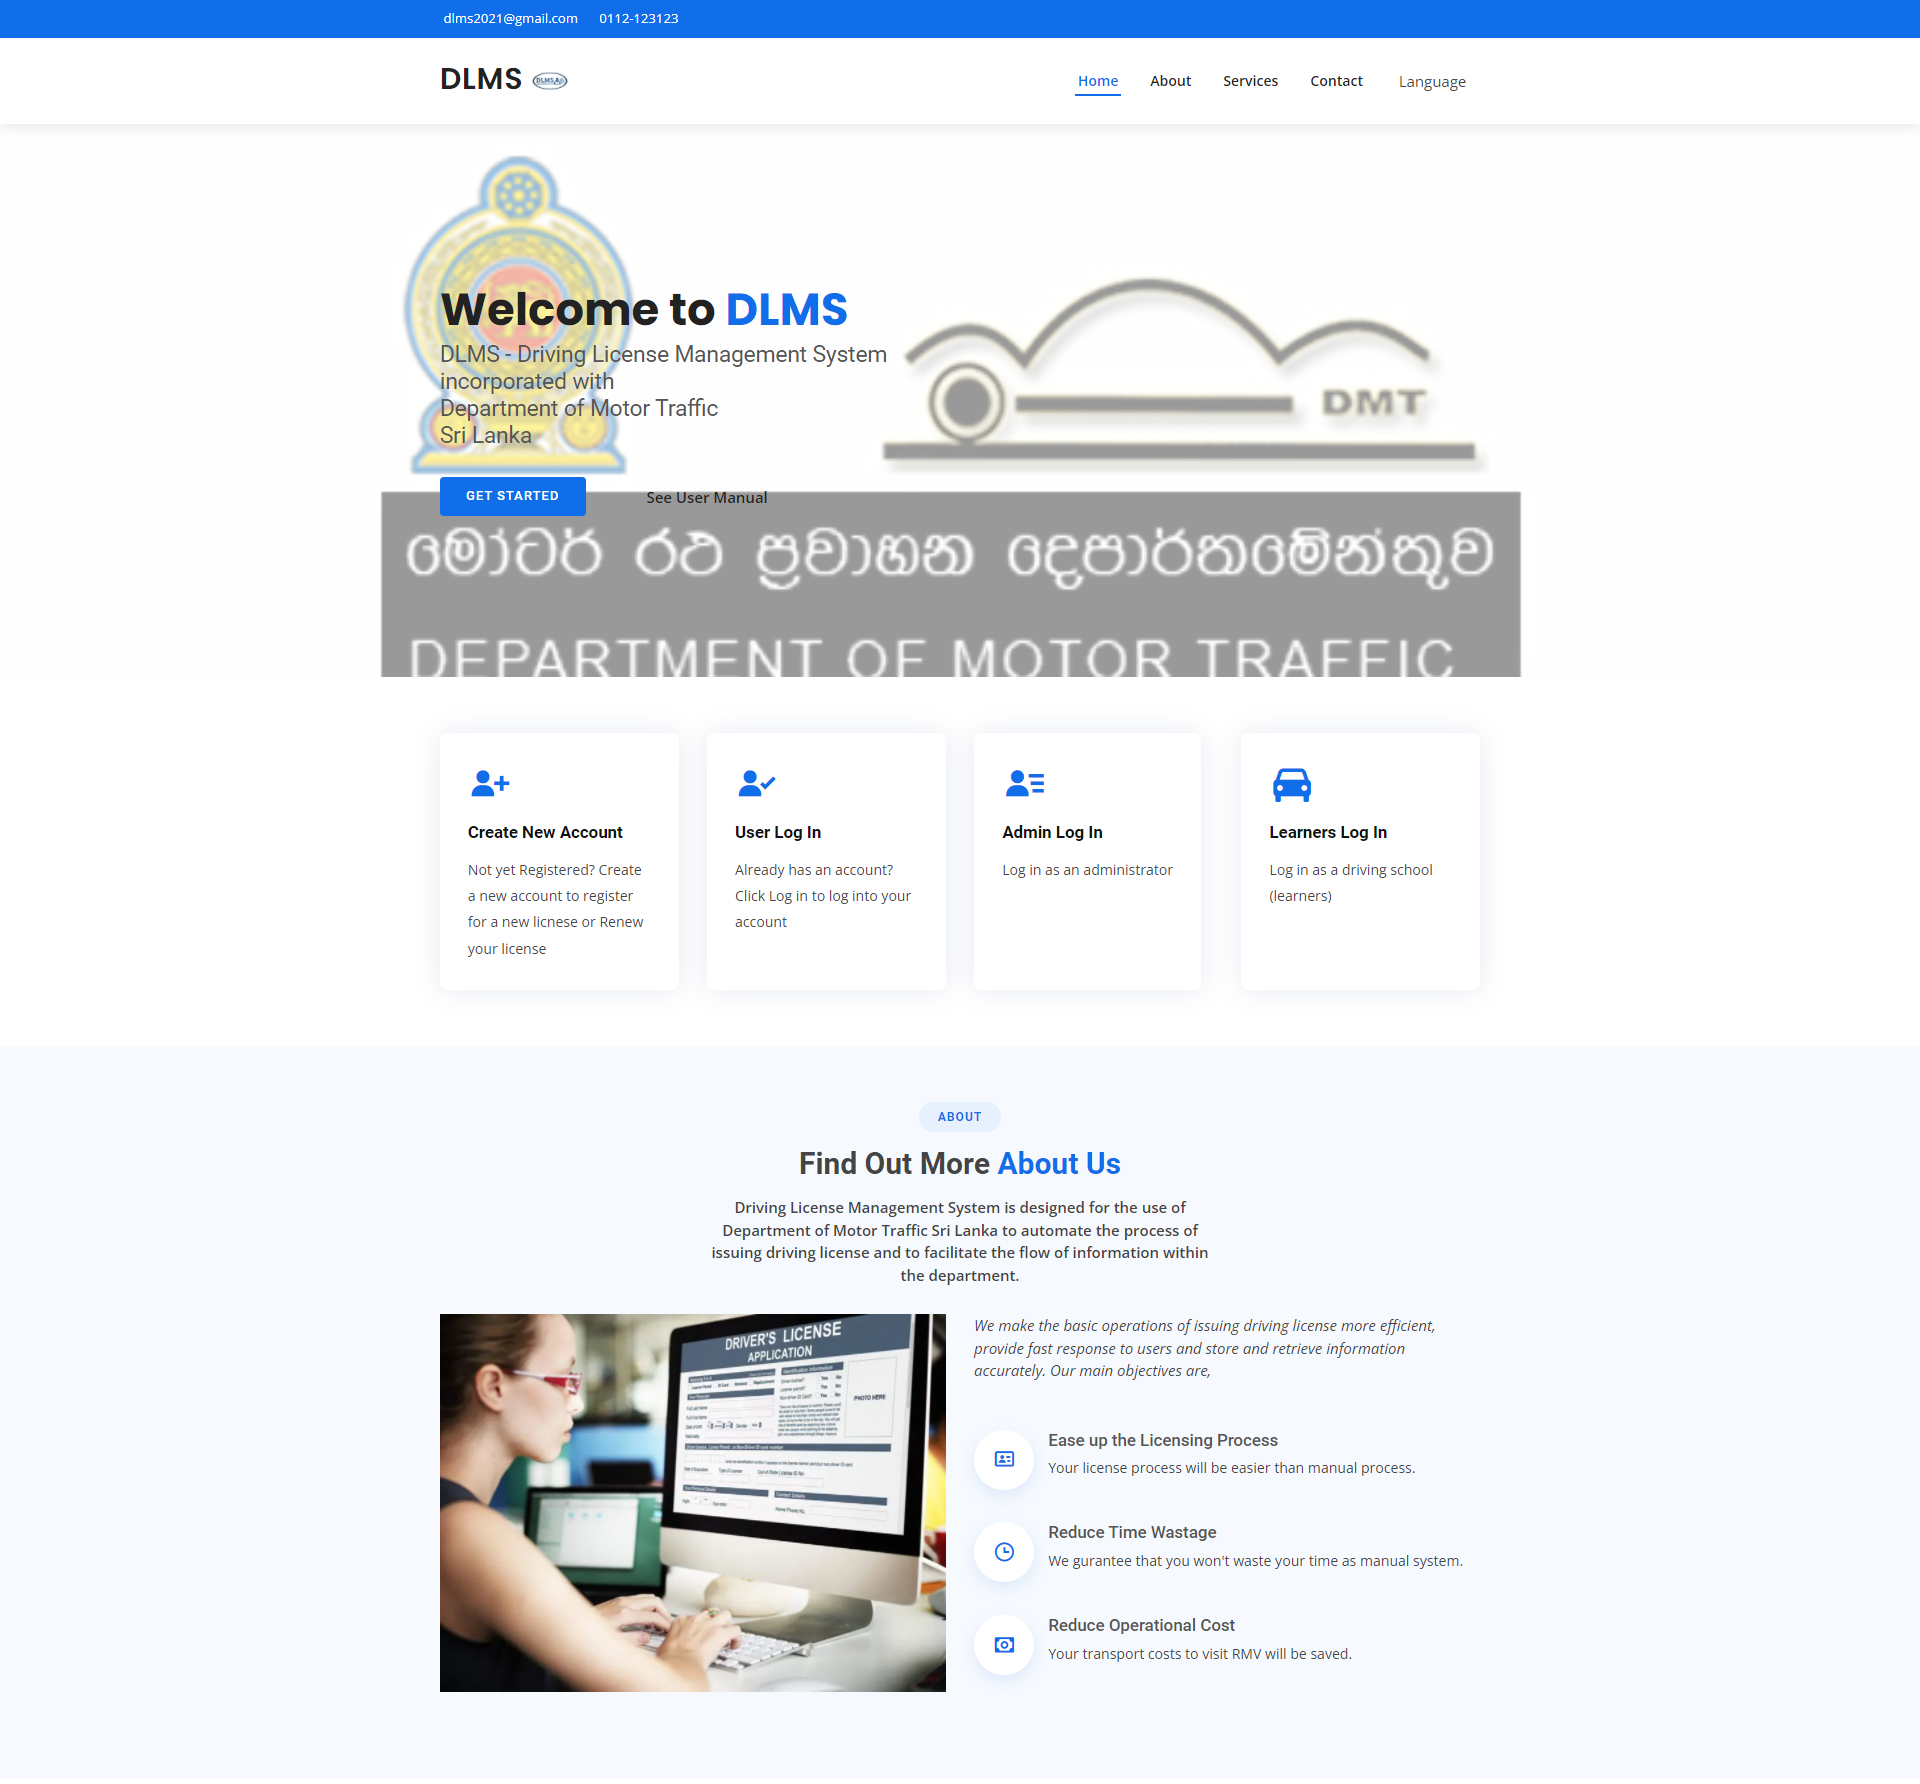 dlms2021@gmail.com 0112-123123
DLMS
Home About Services Contact Language
Welcome to DLMS
DLMS - Driving License Management System
incorporated with
Department of Motor Traffic
Sri Lanka
DMT
GET STARTED See User Manual
මෝටර් රථ ප්‍රවාහන දෙපාර්තමේන්තුව
DEPARTMENT OF MOTOR TRAFFIC
Create New Account
Not yet Registered? Create
a new account to register
for a new licnese or Renew
your license
User Log In
Already has an account?
Click Log in to log into your
account
Admin Log In
Log in as an administrator
Learners Log In
Log in as a driving school
(learners)
ABOUT
Find Out More About Us
Driving License Management System is designed for the use of
Department of Motor Traffic Sri Lanka to automate the process of
issuing driving license and to facilitate the flow of information within
the department.
DRIVER'S LICENSE
APPLICATION
PHOTO HERE
We make the basic operations of issuing driving license more efficient,
provide fast response to users and store and retrieve information
accurately. Our main objectives are,
Ease up the Licensing Process
Your license process will be easier than manual process.
Reduce Time Wastage
We gurantee that you won't waste your time as manual system.
Reduce Operational Cost
Your transport costs to visit RMV will be saved.